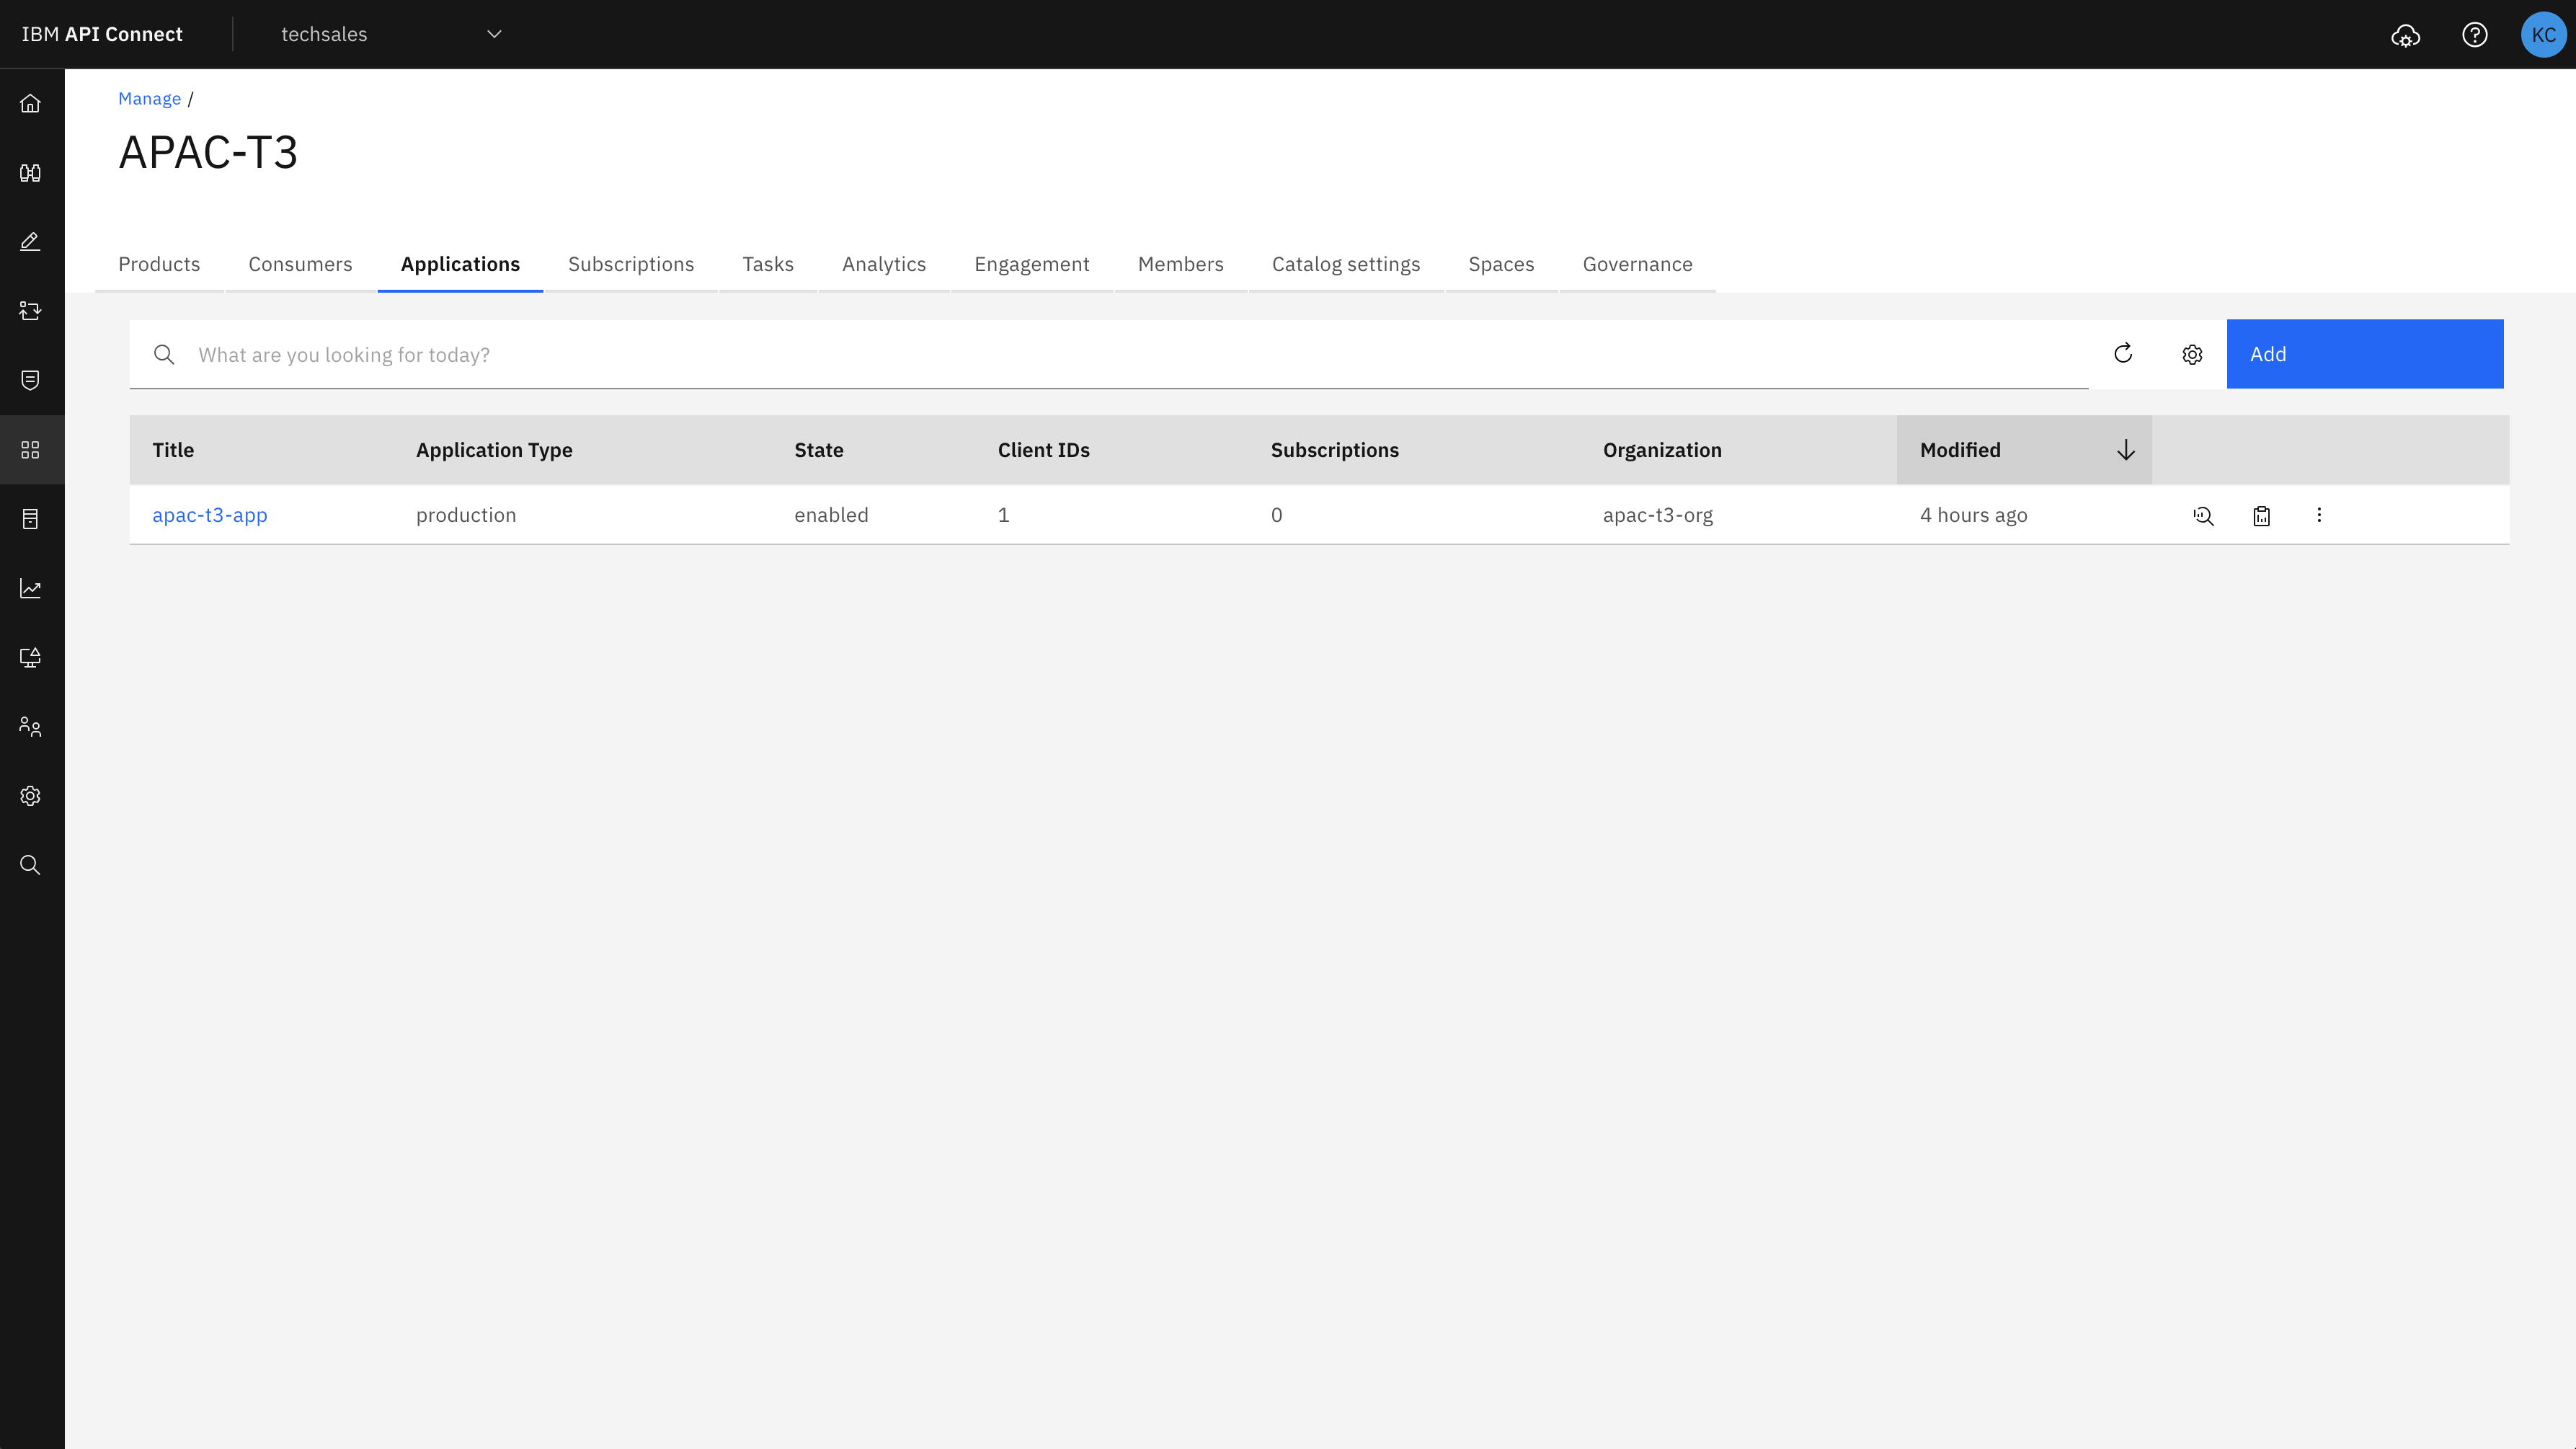 IBM API Connect techsales KC
Manage /
APAC-T3
Products Consumers Applications Subscriptions Tasks Analytics Engagement Members Catalog settings Spaces Governance
What are you looking for today? Add
Title Application Type State Client IDs Subscriptions Organization Modified
apac-t3-app production enabled 1 0 apac-t3-org 4 hours ago